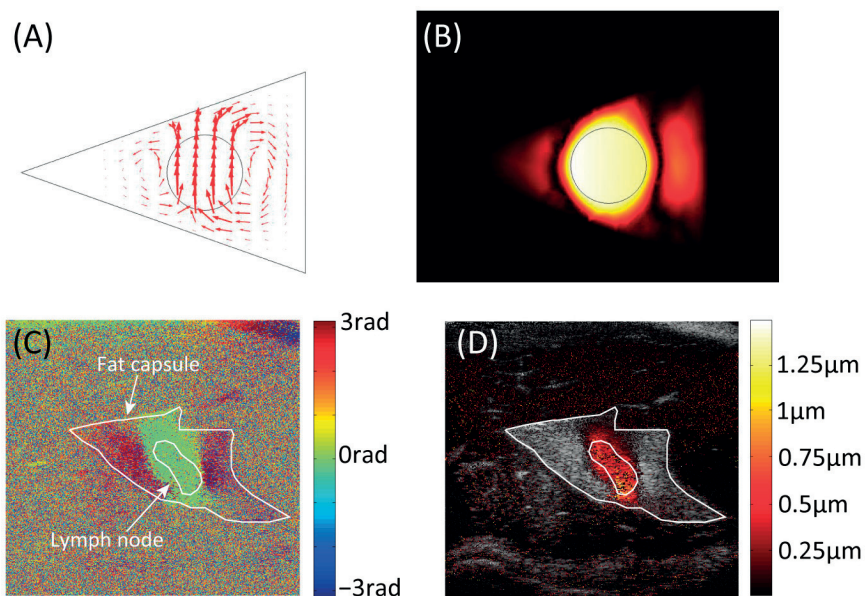 (A)
(B)
(C)
3rad
Fat capsule
0rad
Lymph node
−3rad
(D)
1.25μm
1μm
0.75μm
0.5μm
0.25μm